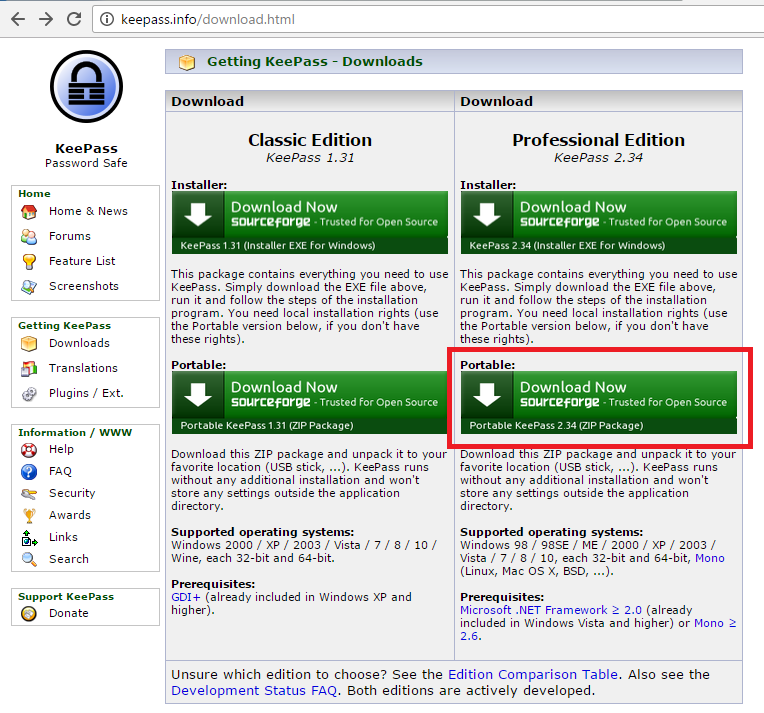 keepass.info/download.html
KeePass
Password Safe
Home
Home & News
Forums
Feature List
Screenshots
Getting KeePass
Downloads
Translations
Plugins / Ext.
Information / WWW
Help
FAQ
Security
Awards
Links
Search
Support KeePass
Donate
Getting KeePass - Downloads
Download
Classic Edition
KeePass 1.31
Installer:
Download Now
sourceforge - Trusted for Open Source
KeePass 1.31 (Installer EXE for Windows)
This package contains everything you need to use
KeePass. Simply download the EXE file above,
run it and follow the steps of the installation
program. You need local installation rights (use
the Portable version below, if you don't have
these rights).
Portable:
Download Now
sourceforge - Trusted for Open Source
Portable KeePass 1.31 (ZIP Package)
Download this ZIP package and unpack it to your
favorite location (USB stick, ...). KeePass runs
without any additional installation and won't
store any settings outside the application
directory.
Supported operating systems:
Windows 2000 / XP / 2003 / Vista / 7 / 8 / 10 /
Wine, each 32-bit and 64-bit.
Prerequisites:
GDI+ (already included in Windows XP and
higher).
Download
Professional Edition
KeePass 2.34
Installer:
Download Now
sourceforge - Trusted for Open Source
KeePass 2.34 (Installer EXE for Windows)
This package contains everything you need to use
KeePass. Simply download the EXE file above,
run it and follow the steps of the installation
program. You need local installation rights (use
the Portable version below, if you don't have
these rights).
Portable:
Download Now
sourceforge - Trusted for Open Source
Portable KeePass 2.34 (ZIP Package)
Download this ZIP package and unpack it to your
favorite location (USB stick, ...). KeePass runs
without any additional installation and won't
store any settings outside the application
directory.
Supported operating systems:
Windows 98 / 98SE / ME / 2000 / XP / 2003 /
Vista / 7 / 8 / 10, each 32-bit and 64-bit, Mono
(Linux, Mac OS X, BSD, ...).
Prerequisites:
Microsoft .NET Framework ≥ 2.0 (already
included in Windows Vista and higher) or Mono ≥
2.6.
Unsure which edition to choose? See the Edition Comparison Table. Also see the
Development Status FAQ. Both editions are actively developed.